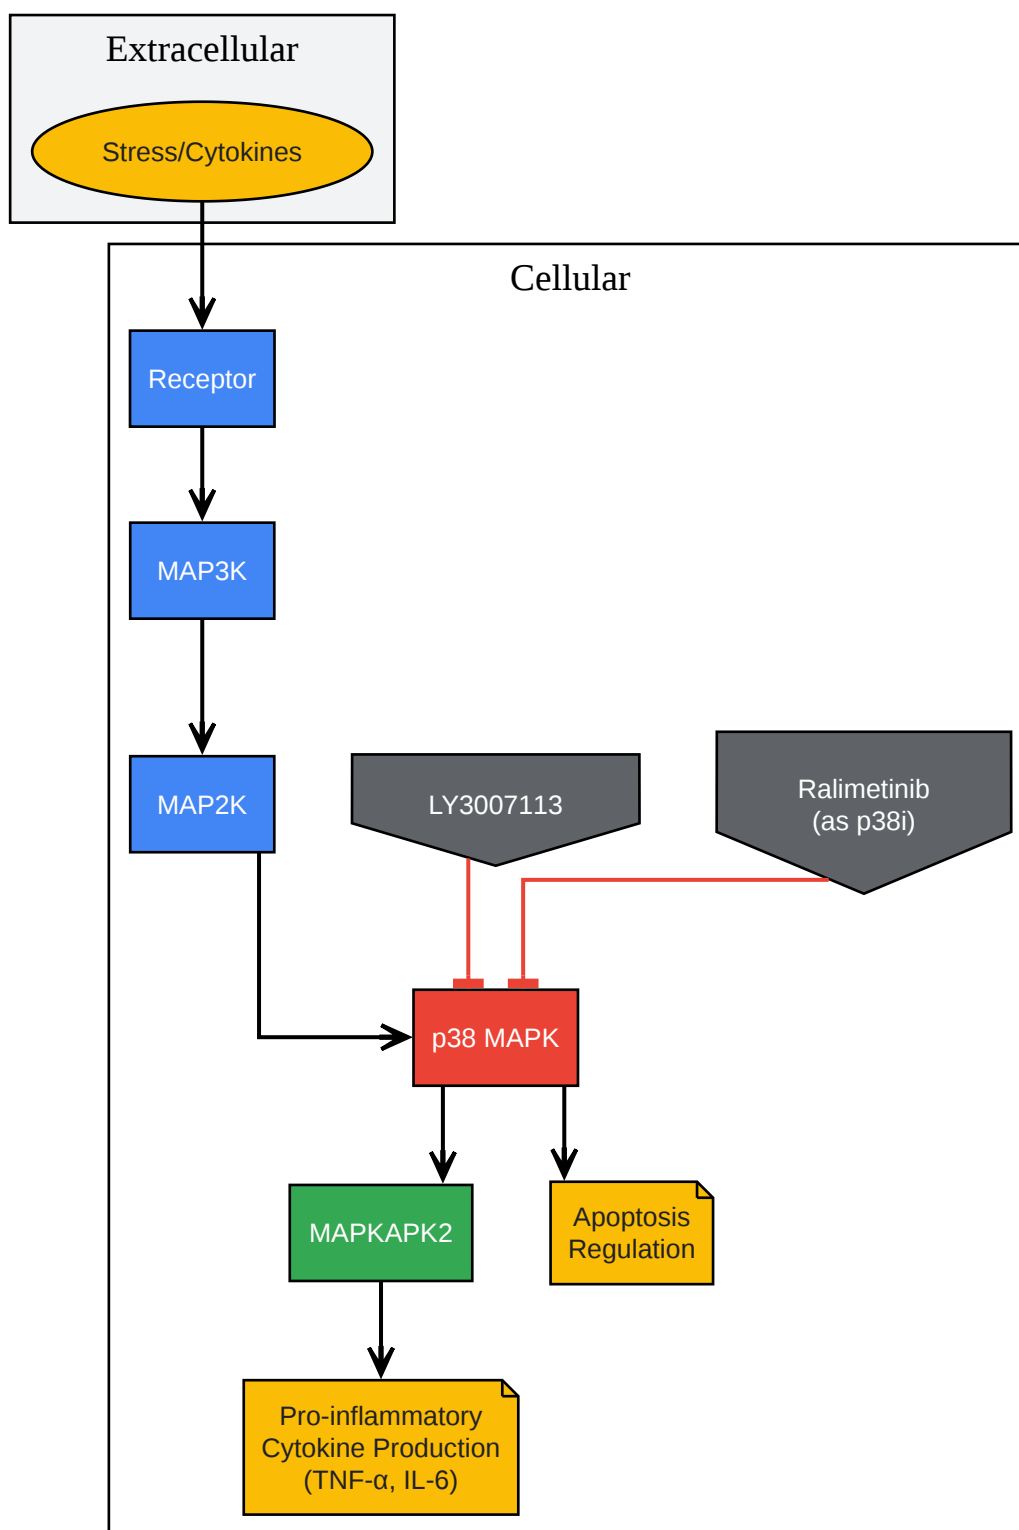 Extracellular
Stress/Cytokines
Cellular
Receptor
MAP3K
MAP2K
LY3007113
Ralimetinib
(as p38i)
p38 MAPK
MAPKAPK2
Apoptosis
Regulation
Pro-inflammatory
Cytokine Production
(TNF-α, IL-6)